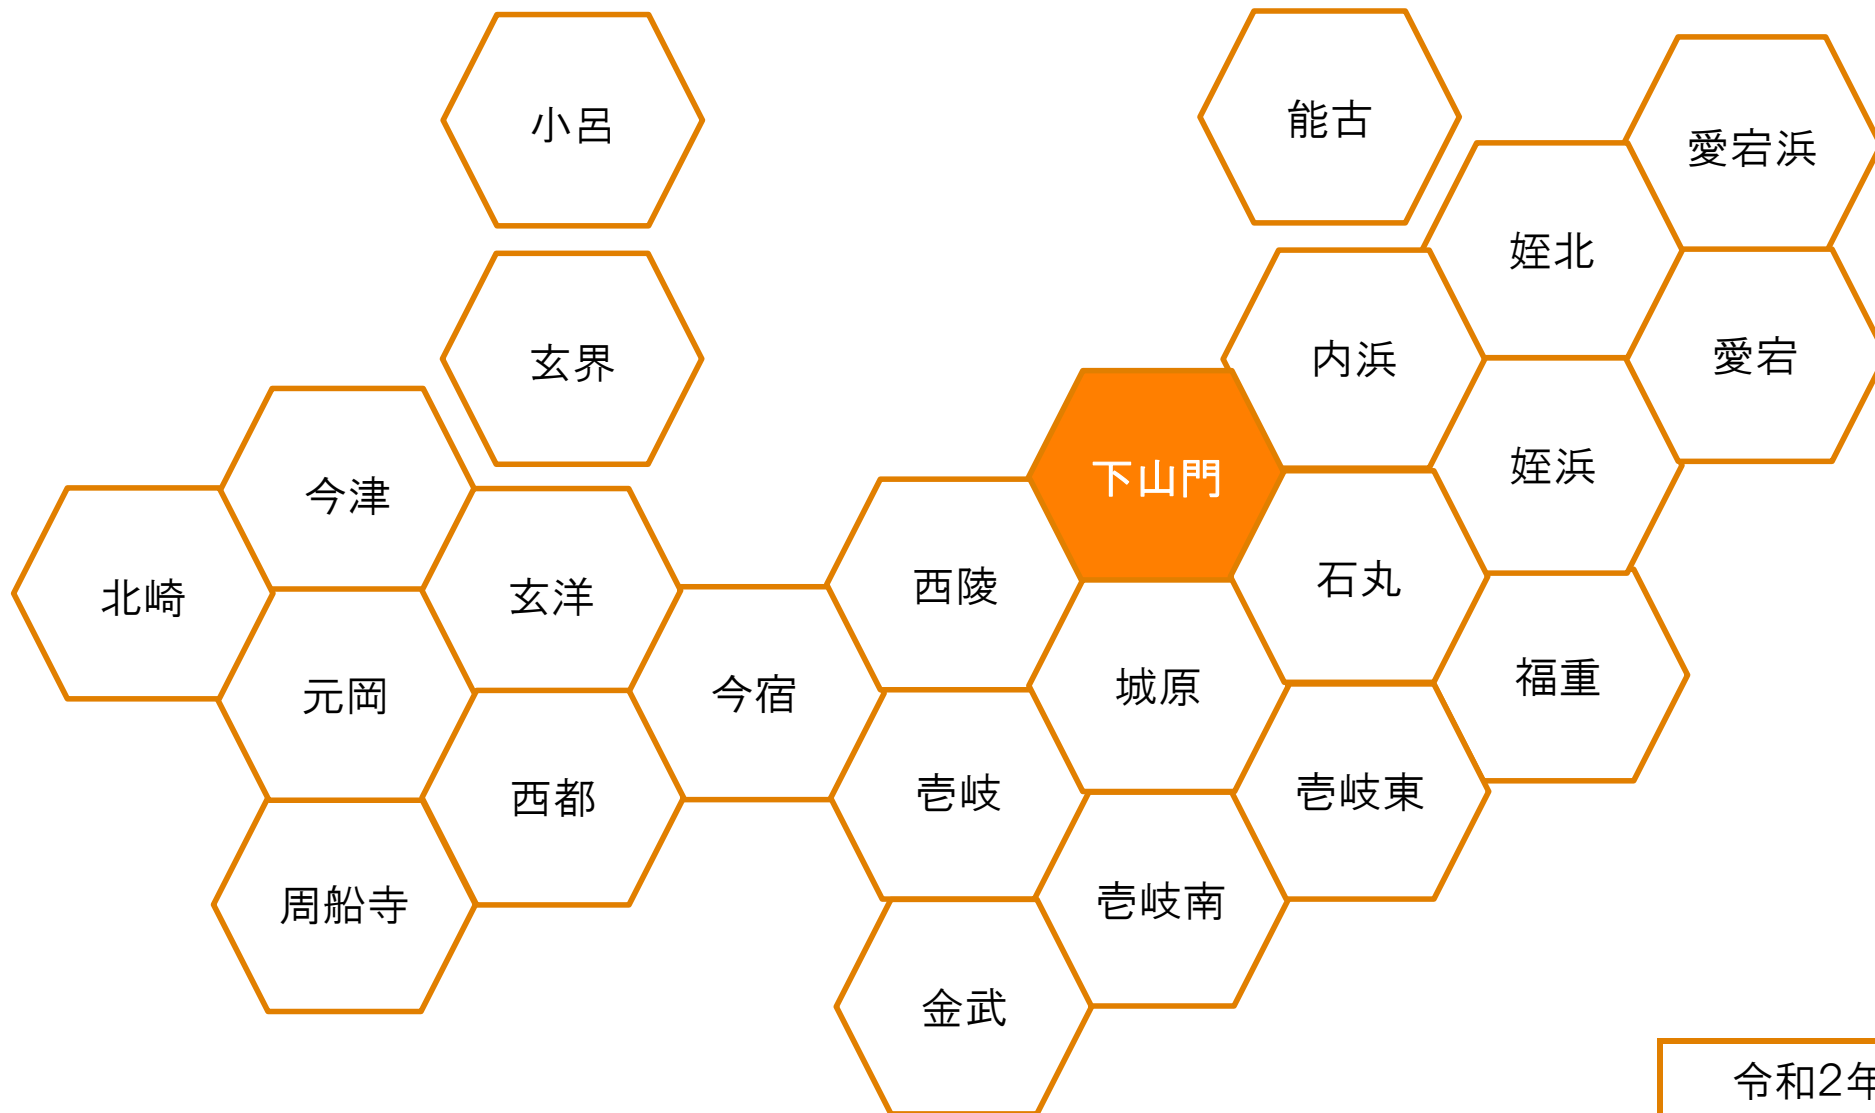 小呂
能古
愛宕浜
姪北
玄界
内浜
愛宕
今津
下山門
姪浜
北崎
玄洋
西陵
石丸
元岡
今宿
城原
福重
西都
壱岐
壱岐東
周船寺
壱岐南
金武
令和2年